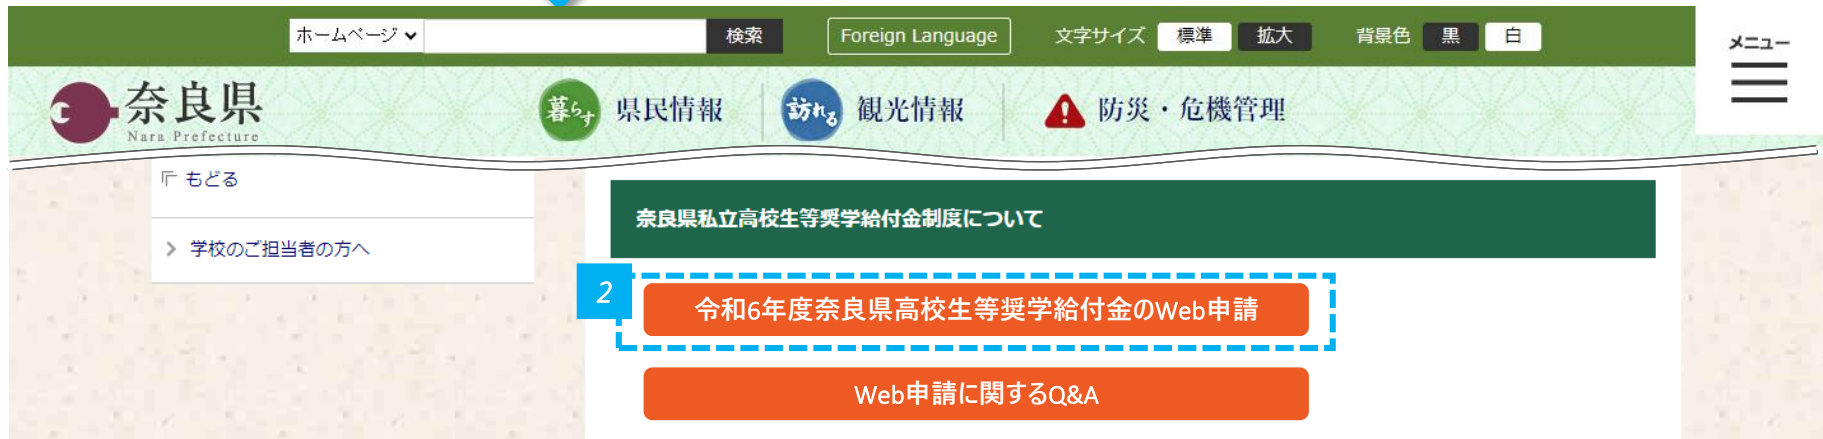 ホームページ 検索 Foreign Language 文字サイズ 標準 拡大 背景色 黒 白
メニュー
奈良県
Nara Prefecture
暮らす 県民情報 訪れる 観光情報 防災・危機管理
もどる
学校のご担当者の方へ
奈良県私立高校生等奨学給付金制度について
2
令和6年度奈良県高校生等奨学給付金のWeb申請
Web申請に関するQ&A